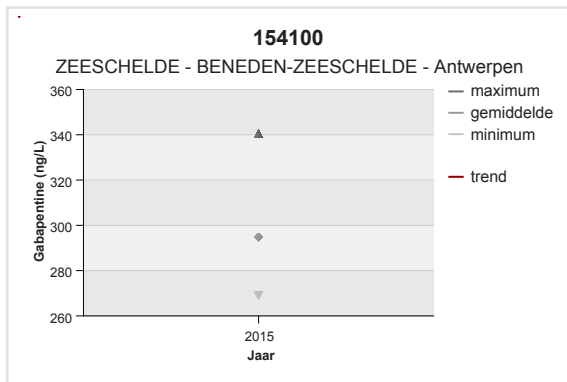 154100
ZEESCHELDE - BENEDEN-ZEESCHELDE - Antwerpen
maximum
gemiddelde
minimum
trend
Gabapentine (ng/L)
360
340
320
300
280
260
2015
Jaar